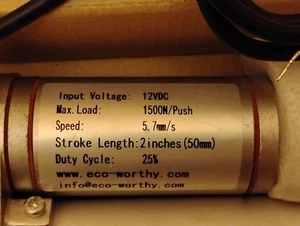 Input Voltage: 12VDC
Max.Load: 1500N/Push
Speed: 5.7mm/s
Stroke Length:2inches(50mm)
Duty Cycle: 25%
www.eco-worthy.com
info@eco-worthy.com